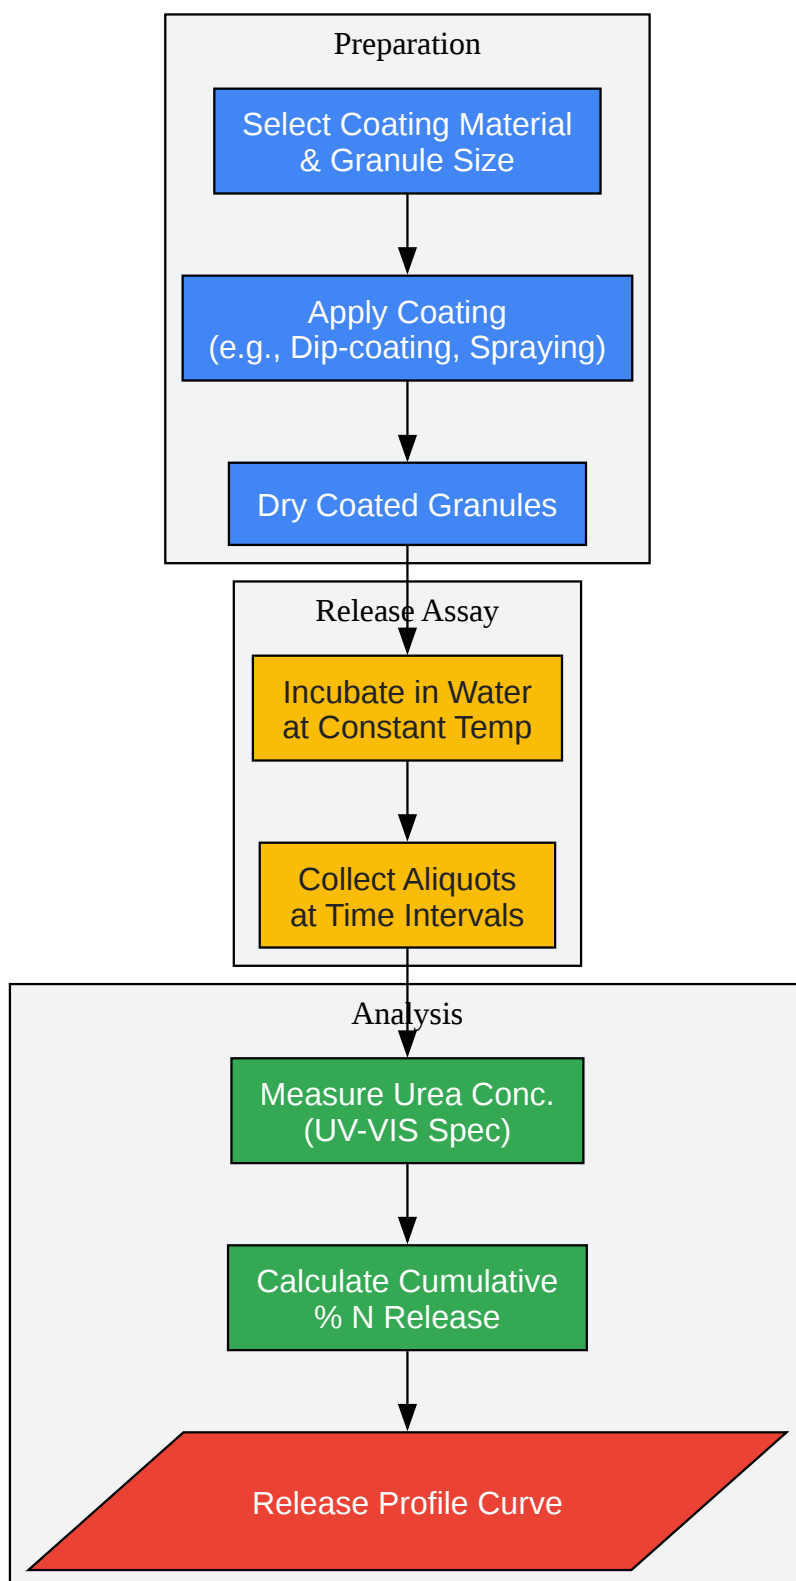 Preparation
Select Coating Material
& Granule Size
Apply Coating
(e.g., Dip-coating, Spraying)
Dry Coated Granules
Release Assay
Incubate in Water
at Constant Temp
Collect Aliquots
at Time Intervals
Analysis
Measure Urea Conc.
(UV-VIS Spec)
Calculate Cumulative
% N Release
Release Profile Curve